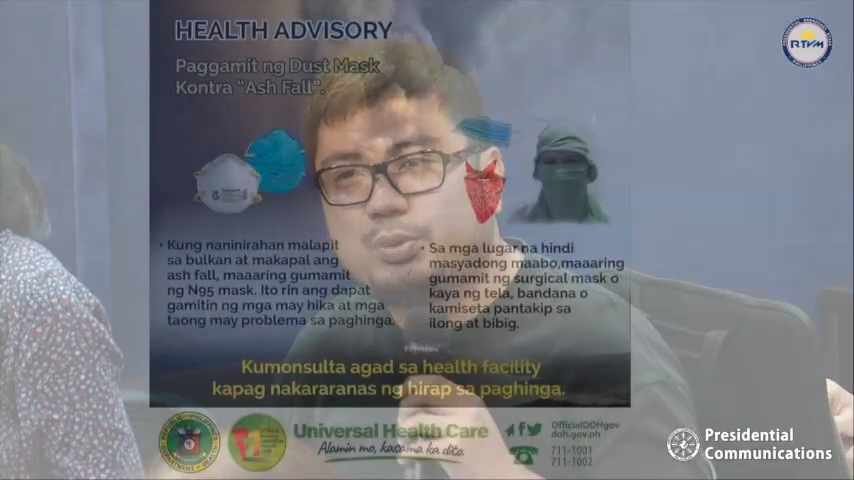 HEALTH ADVISORY
Paggamit ng Dust Mask
Kontra "Ash Fall".
RTVM
• Kung naninirahan malapit
sa bulkan at makapal ang
ash fall, maaaring gumamit
ng N95 mask. Ito rin ang dapat
gamitin ng mga may hika at mga
taong may problema sa paghinga.
• Sa mga lugar na hindi
masyadong maabo,maaaring
gumamit ng surgical mask o
kaya ng tela, bandana o
kamiseta pantakip sa
ilong at bibig.
Kumonsulta agad sa health facility
kapag nakararanas ng hirap sa paghinga.
Universal Health Care
Alamin mo, kasama ka dito.
OfficialDOHgov
doh.gov.ph
711-1001
711-1002
Presidential
Communications